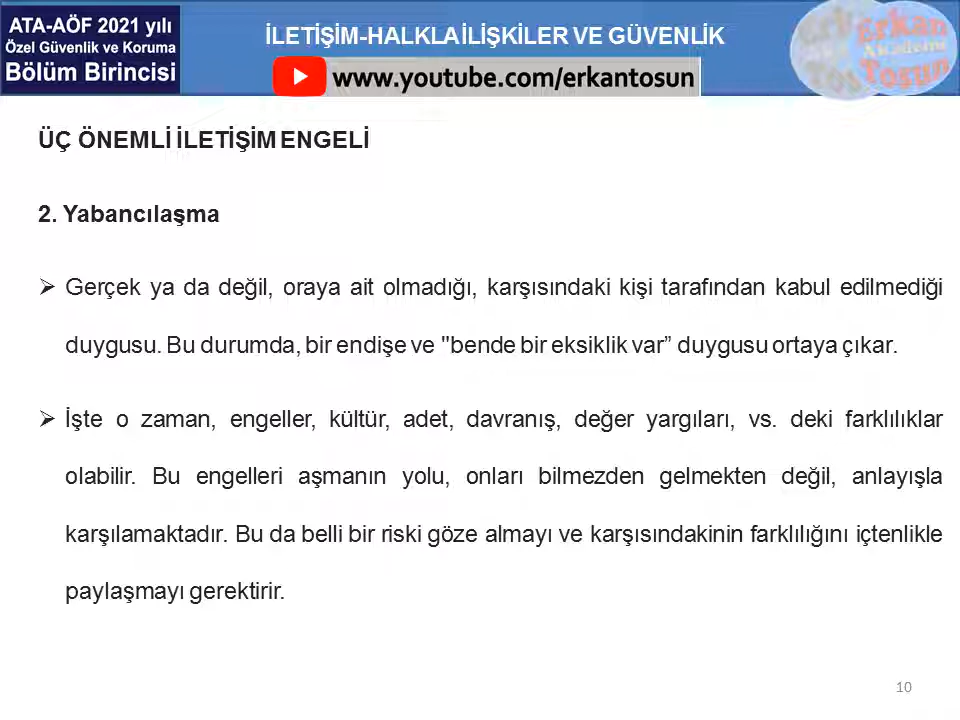 ATA-AÖF 2021 yılı
Özel Güvenlik ve Koruma
Bölüm Birincisi
İLETİŞİM-HALKLA İLİŞKİLER VE GÜVENLİK
www.youtube.com/erkantosun
Erkan
Akademi
Tosun
ÜÇ ÖNEMLİ İLETİŞİM ENGELİ
2. Yabancılaşma
Gerçek ya da değil, oraya ait olmadığı, karşısındaki kişi tarafından kabul edilmediği
duygusu. Bu durumda, bir endişe ve "bende bir eksiklik var” duygusu ortaya çıkar.
İşte o zaman, engeller, kültür, adet, davranış, değer yargıları, vs. deki farklılıklar
olabilir. Bu engelleri aşmanın yolu, onları bilmezden gelmekten değil, anlayışla
karşılamaktadır. Bu da belli bir riski göze almayı ve karşısındakinin farklılığını içtenlikle
paylaşmayı gerektirir.
10